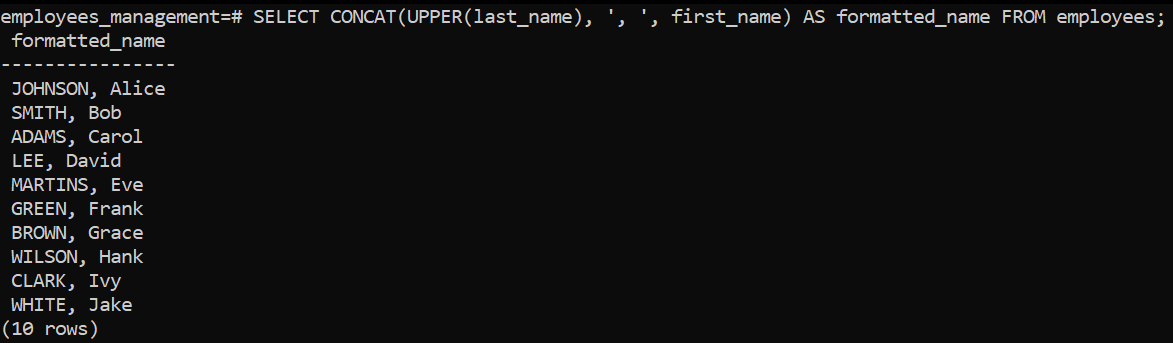 employees_management=# SELECT CONCAT(UPPER(last_name), ', ', first_name) AS formatted_name FROM employees;
 formatted_name
----------------
 JOHNSON, Alice
 SMITH, Bob
 ADAMS, Carol
 LEE, David
 MARTINS, Eve
 GREEN, Frank
 BROWN, Grace
 WILSON, Hank
 CLARK, Ivy
 WHITE, Jake
(10 rows)